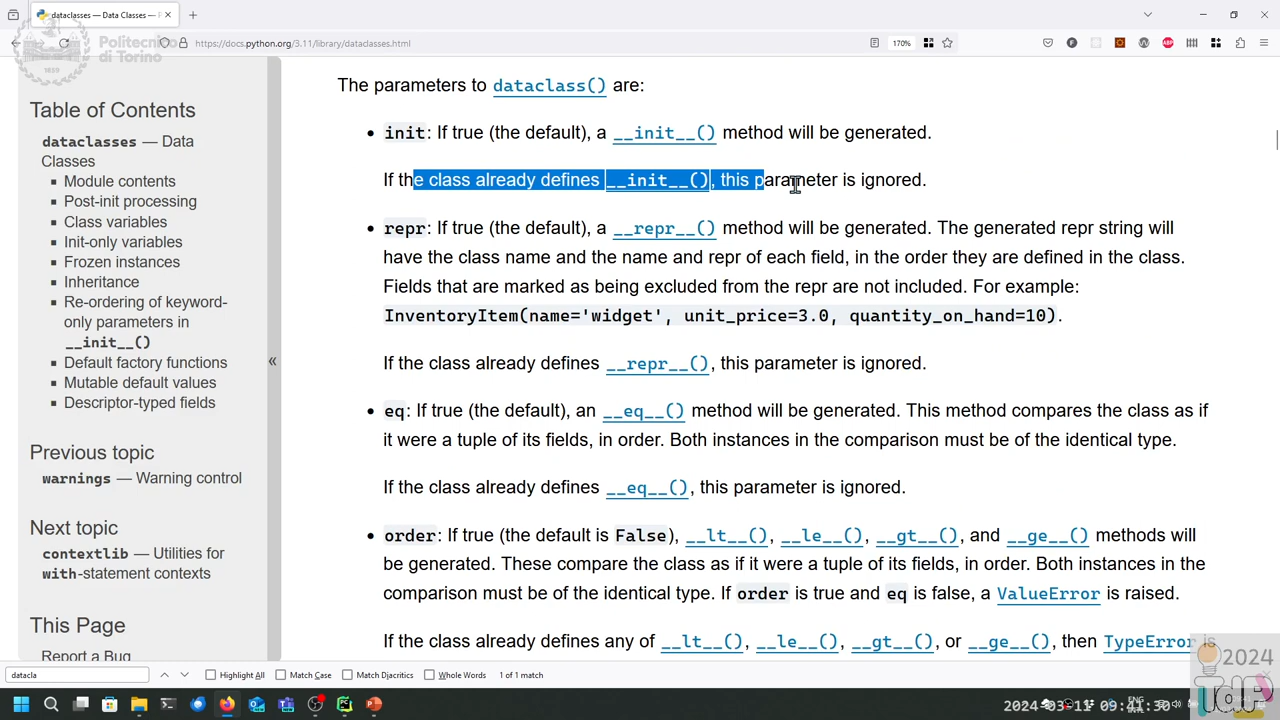 dataclasses — Data Classes — P
Politecnico
di Torino
https://docs.python.org/3.11/library/dataclasses.html
170%
Table of Contents
dataclasses — Data
Classes
Module contents
Post-init processing
Class variables
Init-only variables
Frozen instances
Inheritance
Re-ordering of keyword-
only parameters in
__init__()
Default factory functions
Mutable default values
Descriptor-typed fields
Previous topic
warnings — Warning control
Next topic
contextlib — Utilities for
with-statement contexts
This Page
Report a Bug
«
The parameters to dataclass() are:
• init: If true (the default), a __init__() method will be generated.
If the class already defines __init__(), this parameter is ignored.
• repr: If true (the default), a __repr__() method will be generated. The generated repr string will
have the class name and the name and repr of each field, in the order they are defined in the class.
Fields that are marked as being excluded from the repr are not included. For example:
InventoryItem(name='widget', unit_price=3.0, quantity_on_hand=10).
If the class already defines __repr__(), this parameter is ignored.
• eq: If true (the default), an __eq__() method will be generated. This method compares the class as if
it were a tuple of its fields, in order. Both instances in the comparison must be of the identical type.
If the class already defines __eq__(), this parameter is ignored.
• order: If true (the default is False), __lt__(), __le__(), __gt__(), and __ge__() methods will
be generated. These compare the class as if it were a tuple of its fields, in order. Both instances in the
comparison must be of the identical type. If order is true and eq is false, a ValueError is raised.
If the class already defines any of __lt__(), __le__(), __gt__(), or __ge__(), then TypeError is
datacla
Highlight All
Match Case
Match Diacritics
Whole Words
1 of 1 match
2024
TdP
ENG
2024-03-11 09:41:30